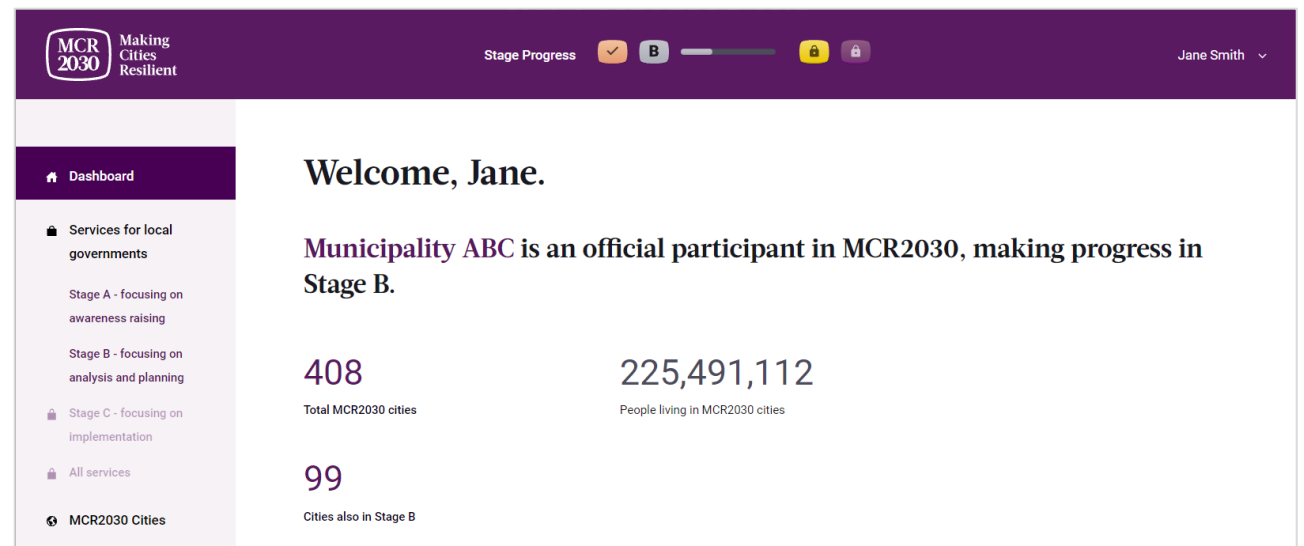 MCR
2030
Making
Cities
Resilient
Stage Progress
B
Jane Smith
Dashboard
Services for local
governments
Stage A - focusing on
awareness raising
Stage B - focusing on
analysis and planning
Stage C - focusing on
implementation
All services
MCR2030 Cities
Welcome, Jane.
Municipality ABC is an official participant in MCR2030, making progress in
Stage B.
408
Total MCR2030 cities
225,491,112
People living in MCR2030 cities
99
Cities also in Stage B